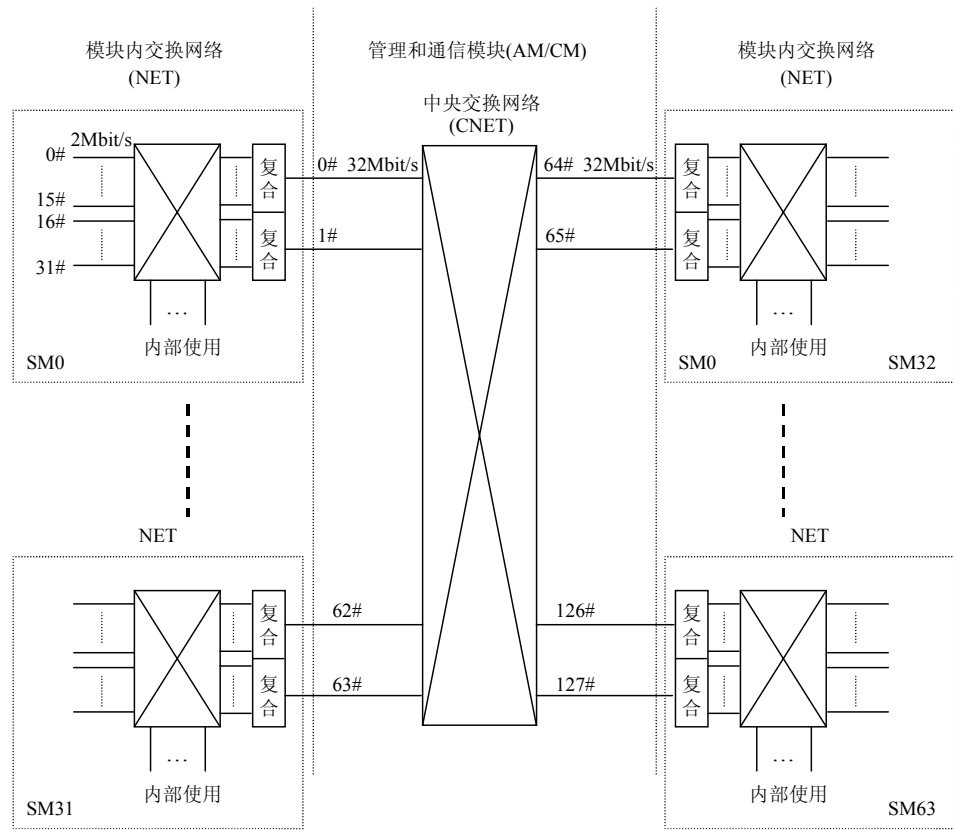 模块内交换网络
(NET)
管理和通信模块(AM/CM)
模块内交换网络
(NET)
中央交换网络
(CNET)
2Mbit/s
0#
15#
16#
31#
复合
复合
0# 32Mbit/s
1#
64# 32Mbit/s
65#
复合
复合
…
内部使用
SM0
…
内部使用
SM0
SM32
NET
NET
复合
复合
62#
63#
126#
127#
复合
复合
…
内部使用
SM31
…
内部使用
SM63